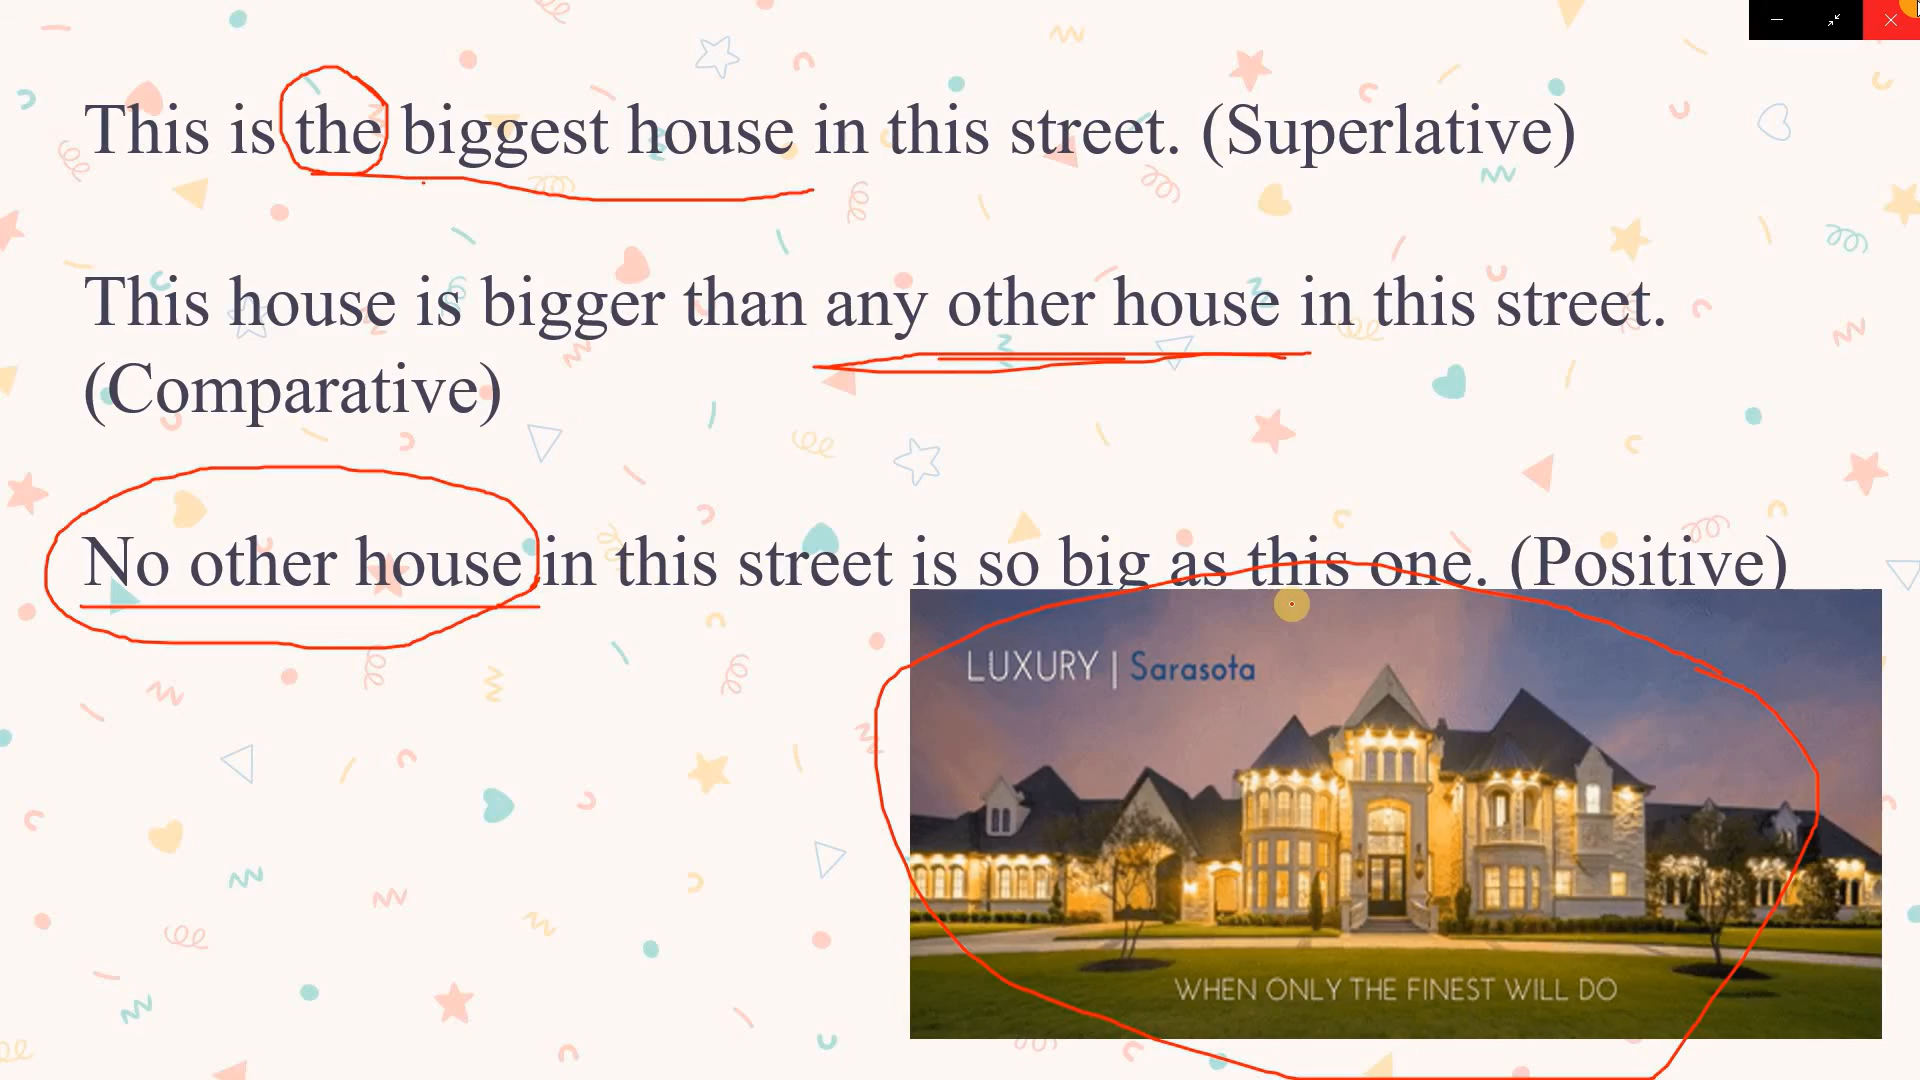 This is the biggest house in this street. (Superlative)
This house is bigger than any other house in this street.
(Comparative)
No other house in this street is so big as this one. (Positive)
LUXURY | Sarasota
WHEN ONLY THE FINEST WILL DO